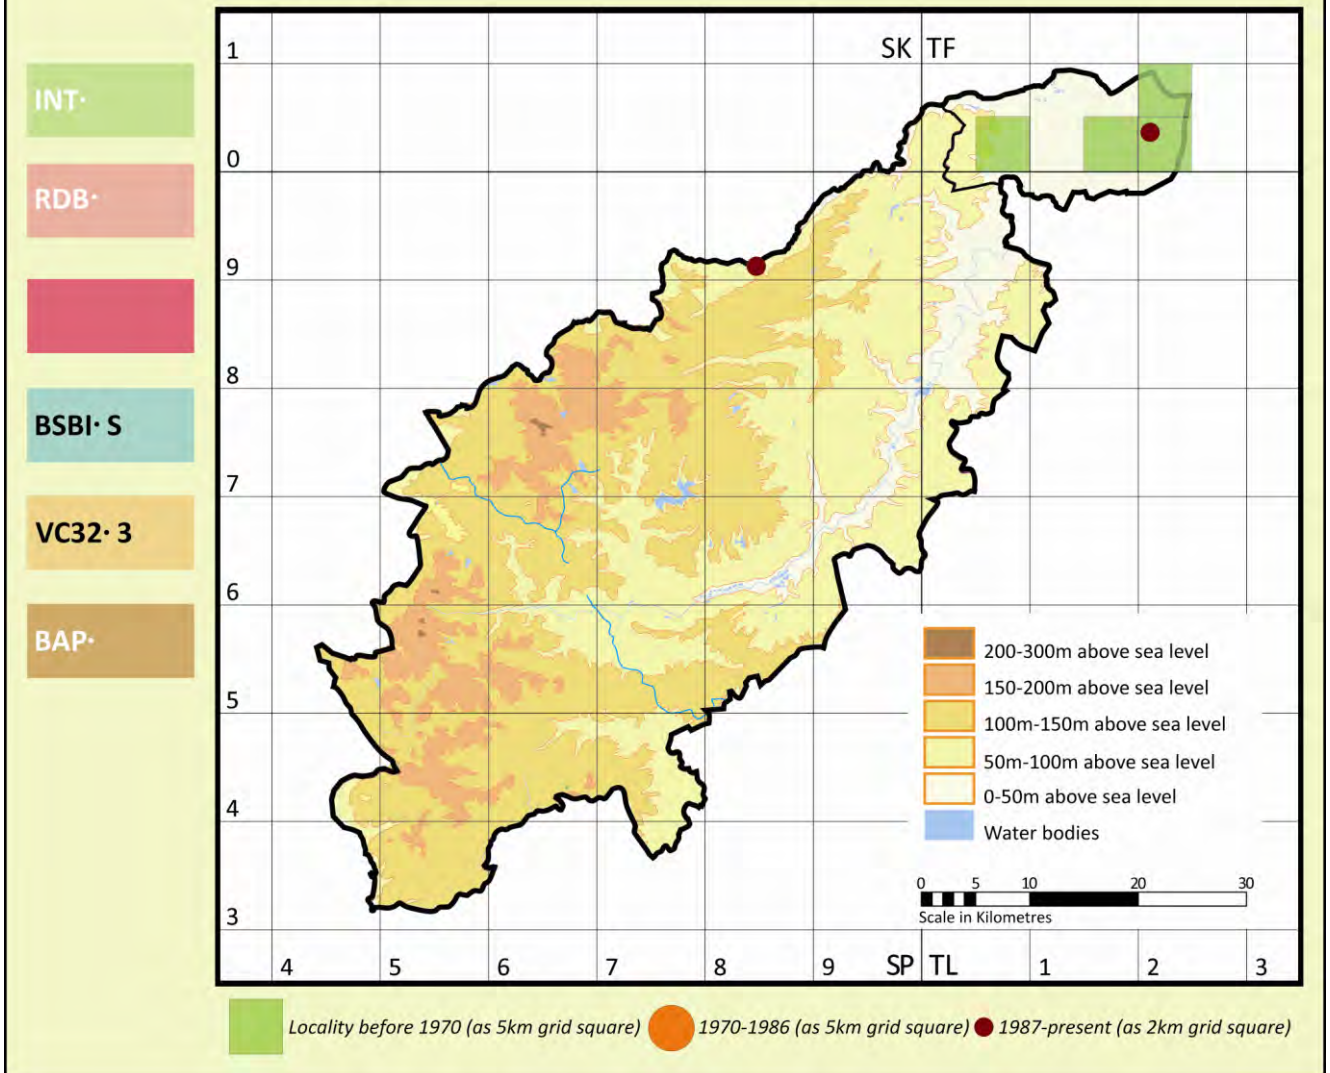 INT·
RDB·
BSBI· S
VC32· 3
BAP·
SK TF
1
0
9
8
7
6
5
4
3
200-300m above sea level
150-200m above sea level
100m-150m above sea level
50m-100m above sea level
0-50m above sea level
Water bodies
0 5 10 20 30
Scale in Kilometres
4 5 6 7 8 9 SP TL 1 2 3
Locality before 1970 (as 5km grid square) 1970-1986 (as 5km grid square) 1987-present (as 2km grid square)